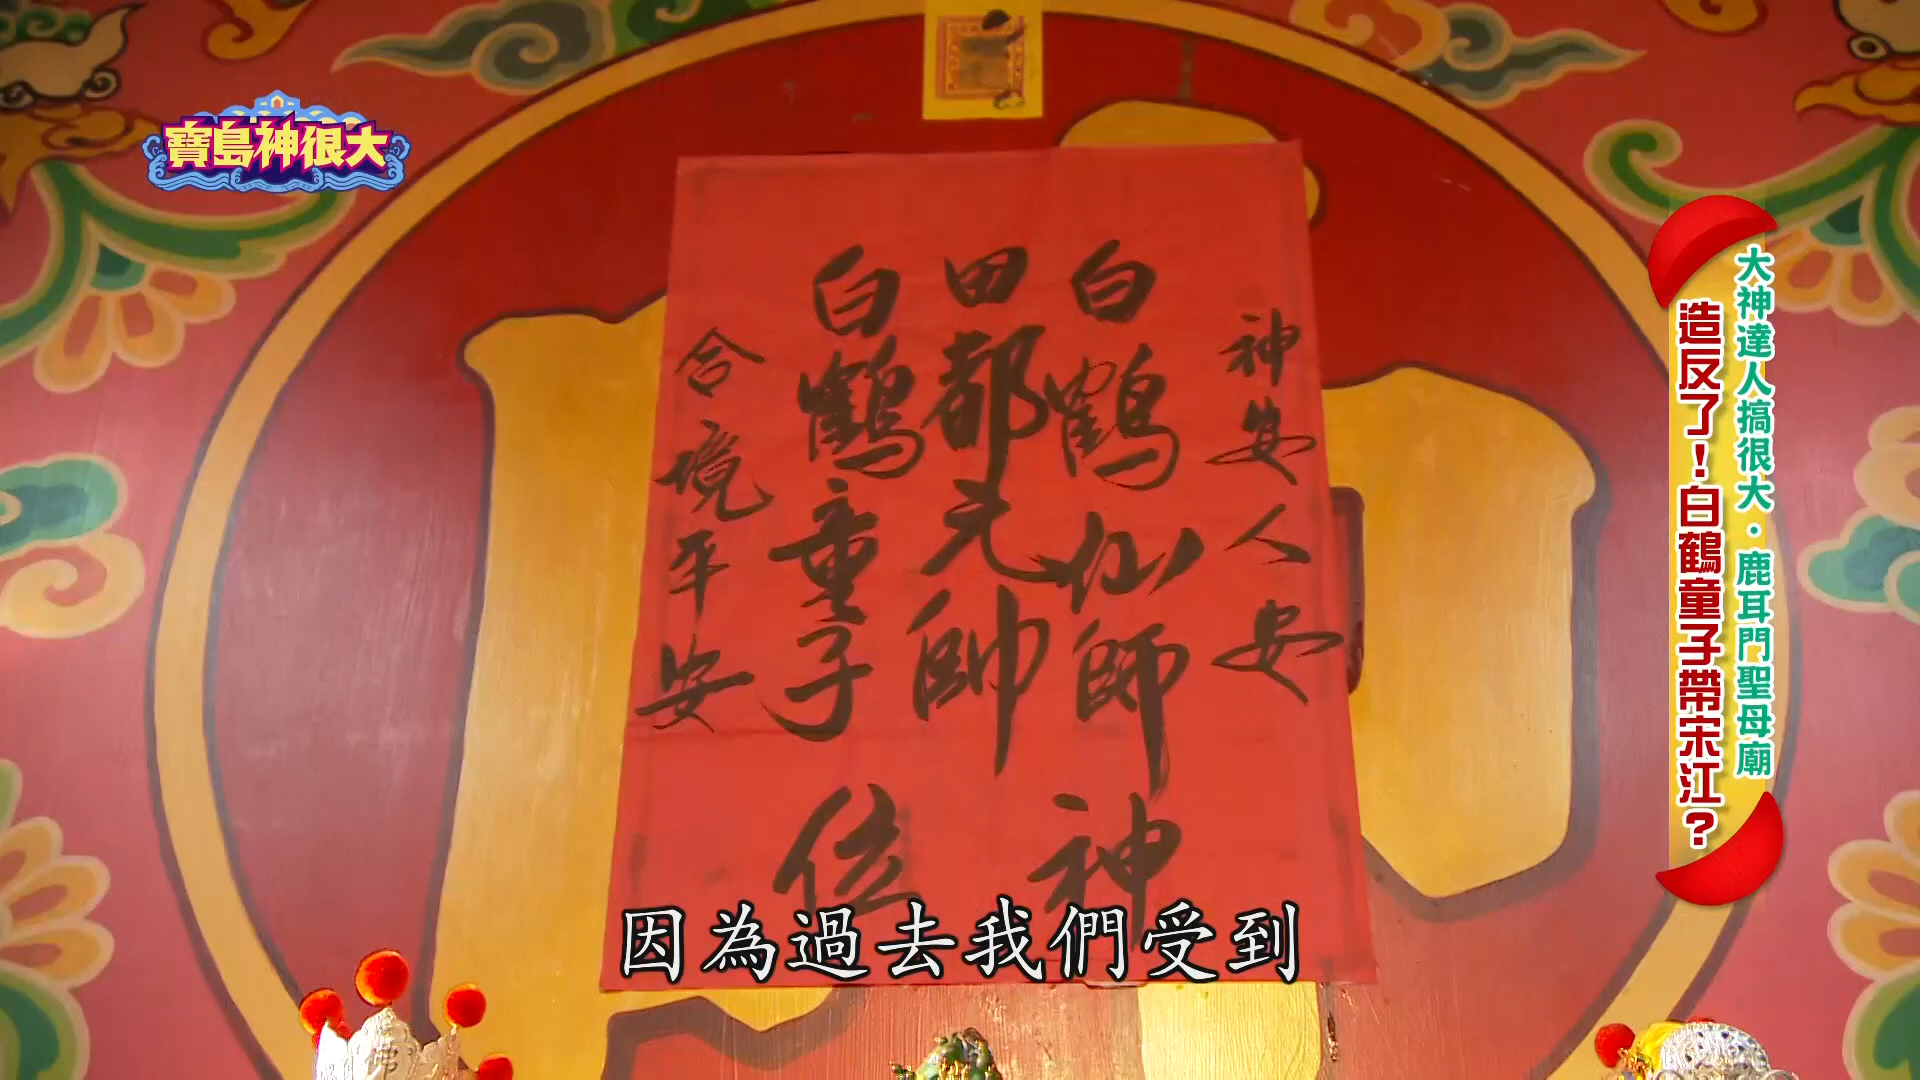 寶島神很大
大神達人搞很大·鹿耳門聖母廟
造反了!白鶴童子帶宋江?
神安人安
白鶴仙師
田都元帥
白鶴童子
合境平安
神位
因為過去我們受到